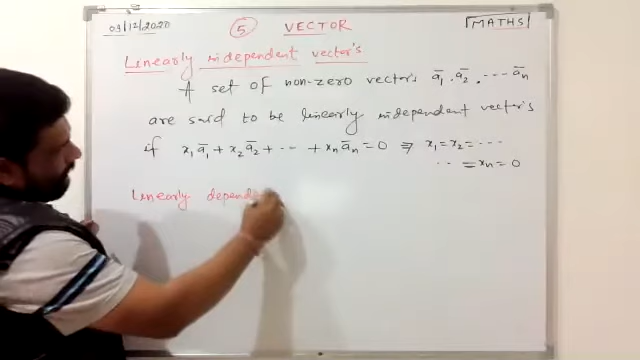 03/12/2020 5 VECTOR MATHS
Linearly independent vector's
A set of non-zero vector's a̅₁, a̅₂, ---- a̅ₙ
are said to be linearly independent vector's
if x₁a̅₁ + x₂a̅₂ + --- + xₙa̅ₙ = 0 ⇒ x₁ = x₂ = ----
-- = xₙ = 0
Linearly depend